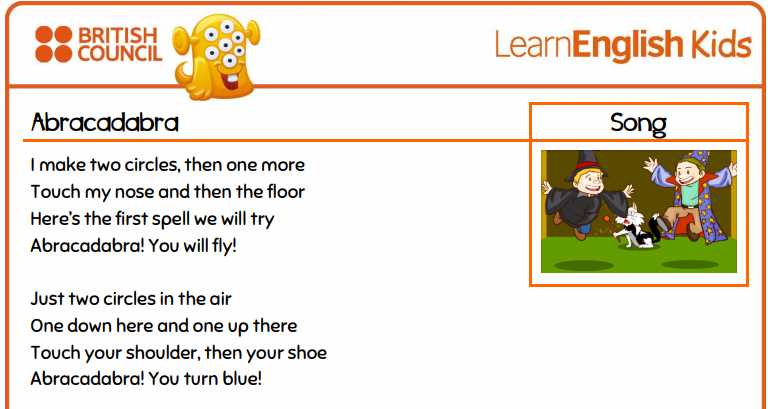 BRITISH
COUNCIL
LearnEnglish Kids
Abracadabra
Song
I make two circles, then one more
Touch my nose and then the floor
Here's the first spell we will try
Abracadabra! You will fly!
Just two circles in the air
One down here and one up there
Touch your shoulder, then your shoe
Abracadabra! You turn blue!